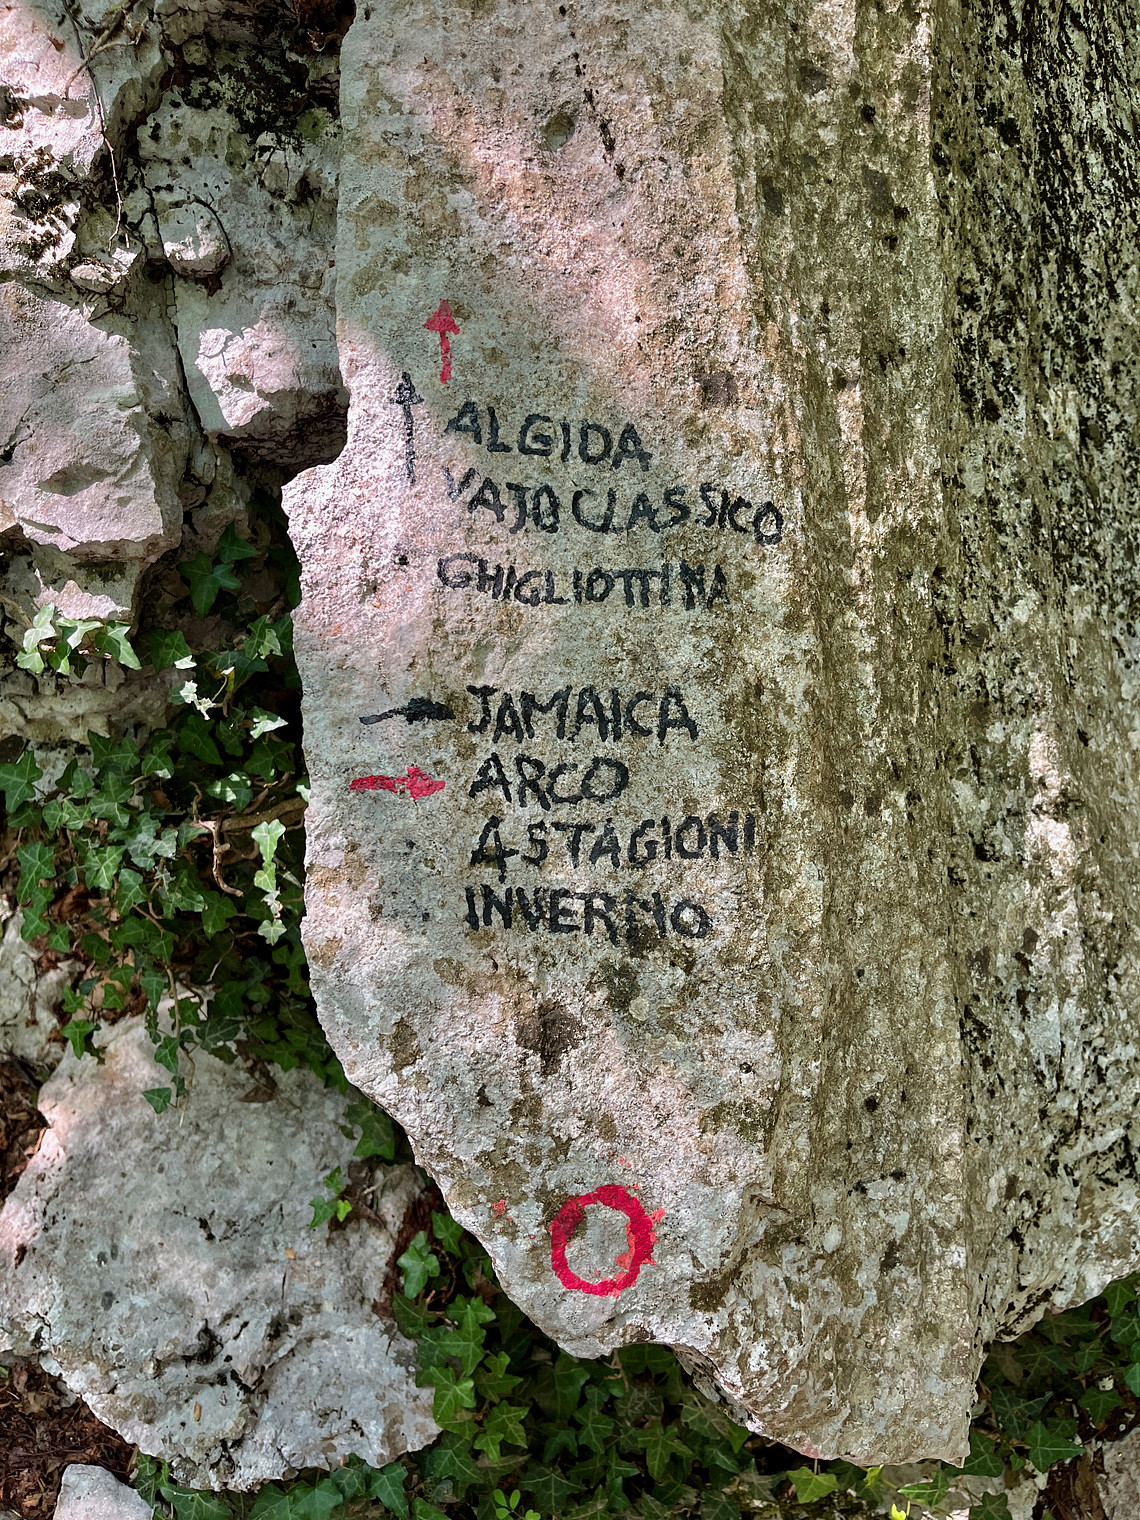 ALGIDA
VAJO CLASSICO
GHIGLIOTTINA
JAMAICA
ARCO
4 STAGIONI
INVERNO